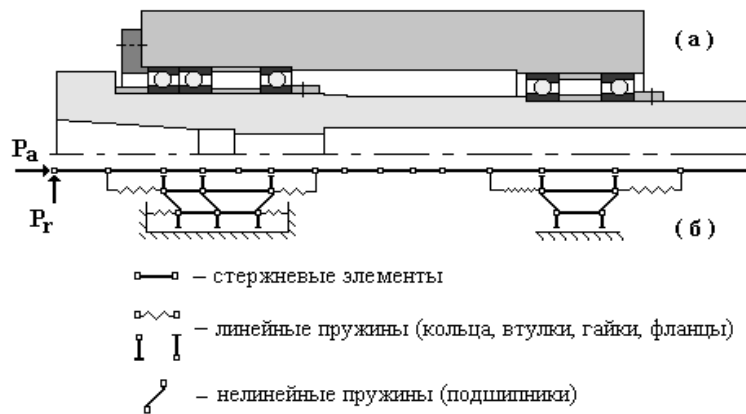 ( а )
Pa
Pr
( б )
– стержневые элементы
– линейные пружины (кольца, втулки, гайки, фланцы)
– нелинейные пружины (подшипники)